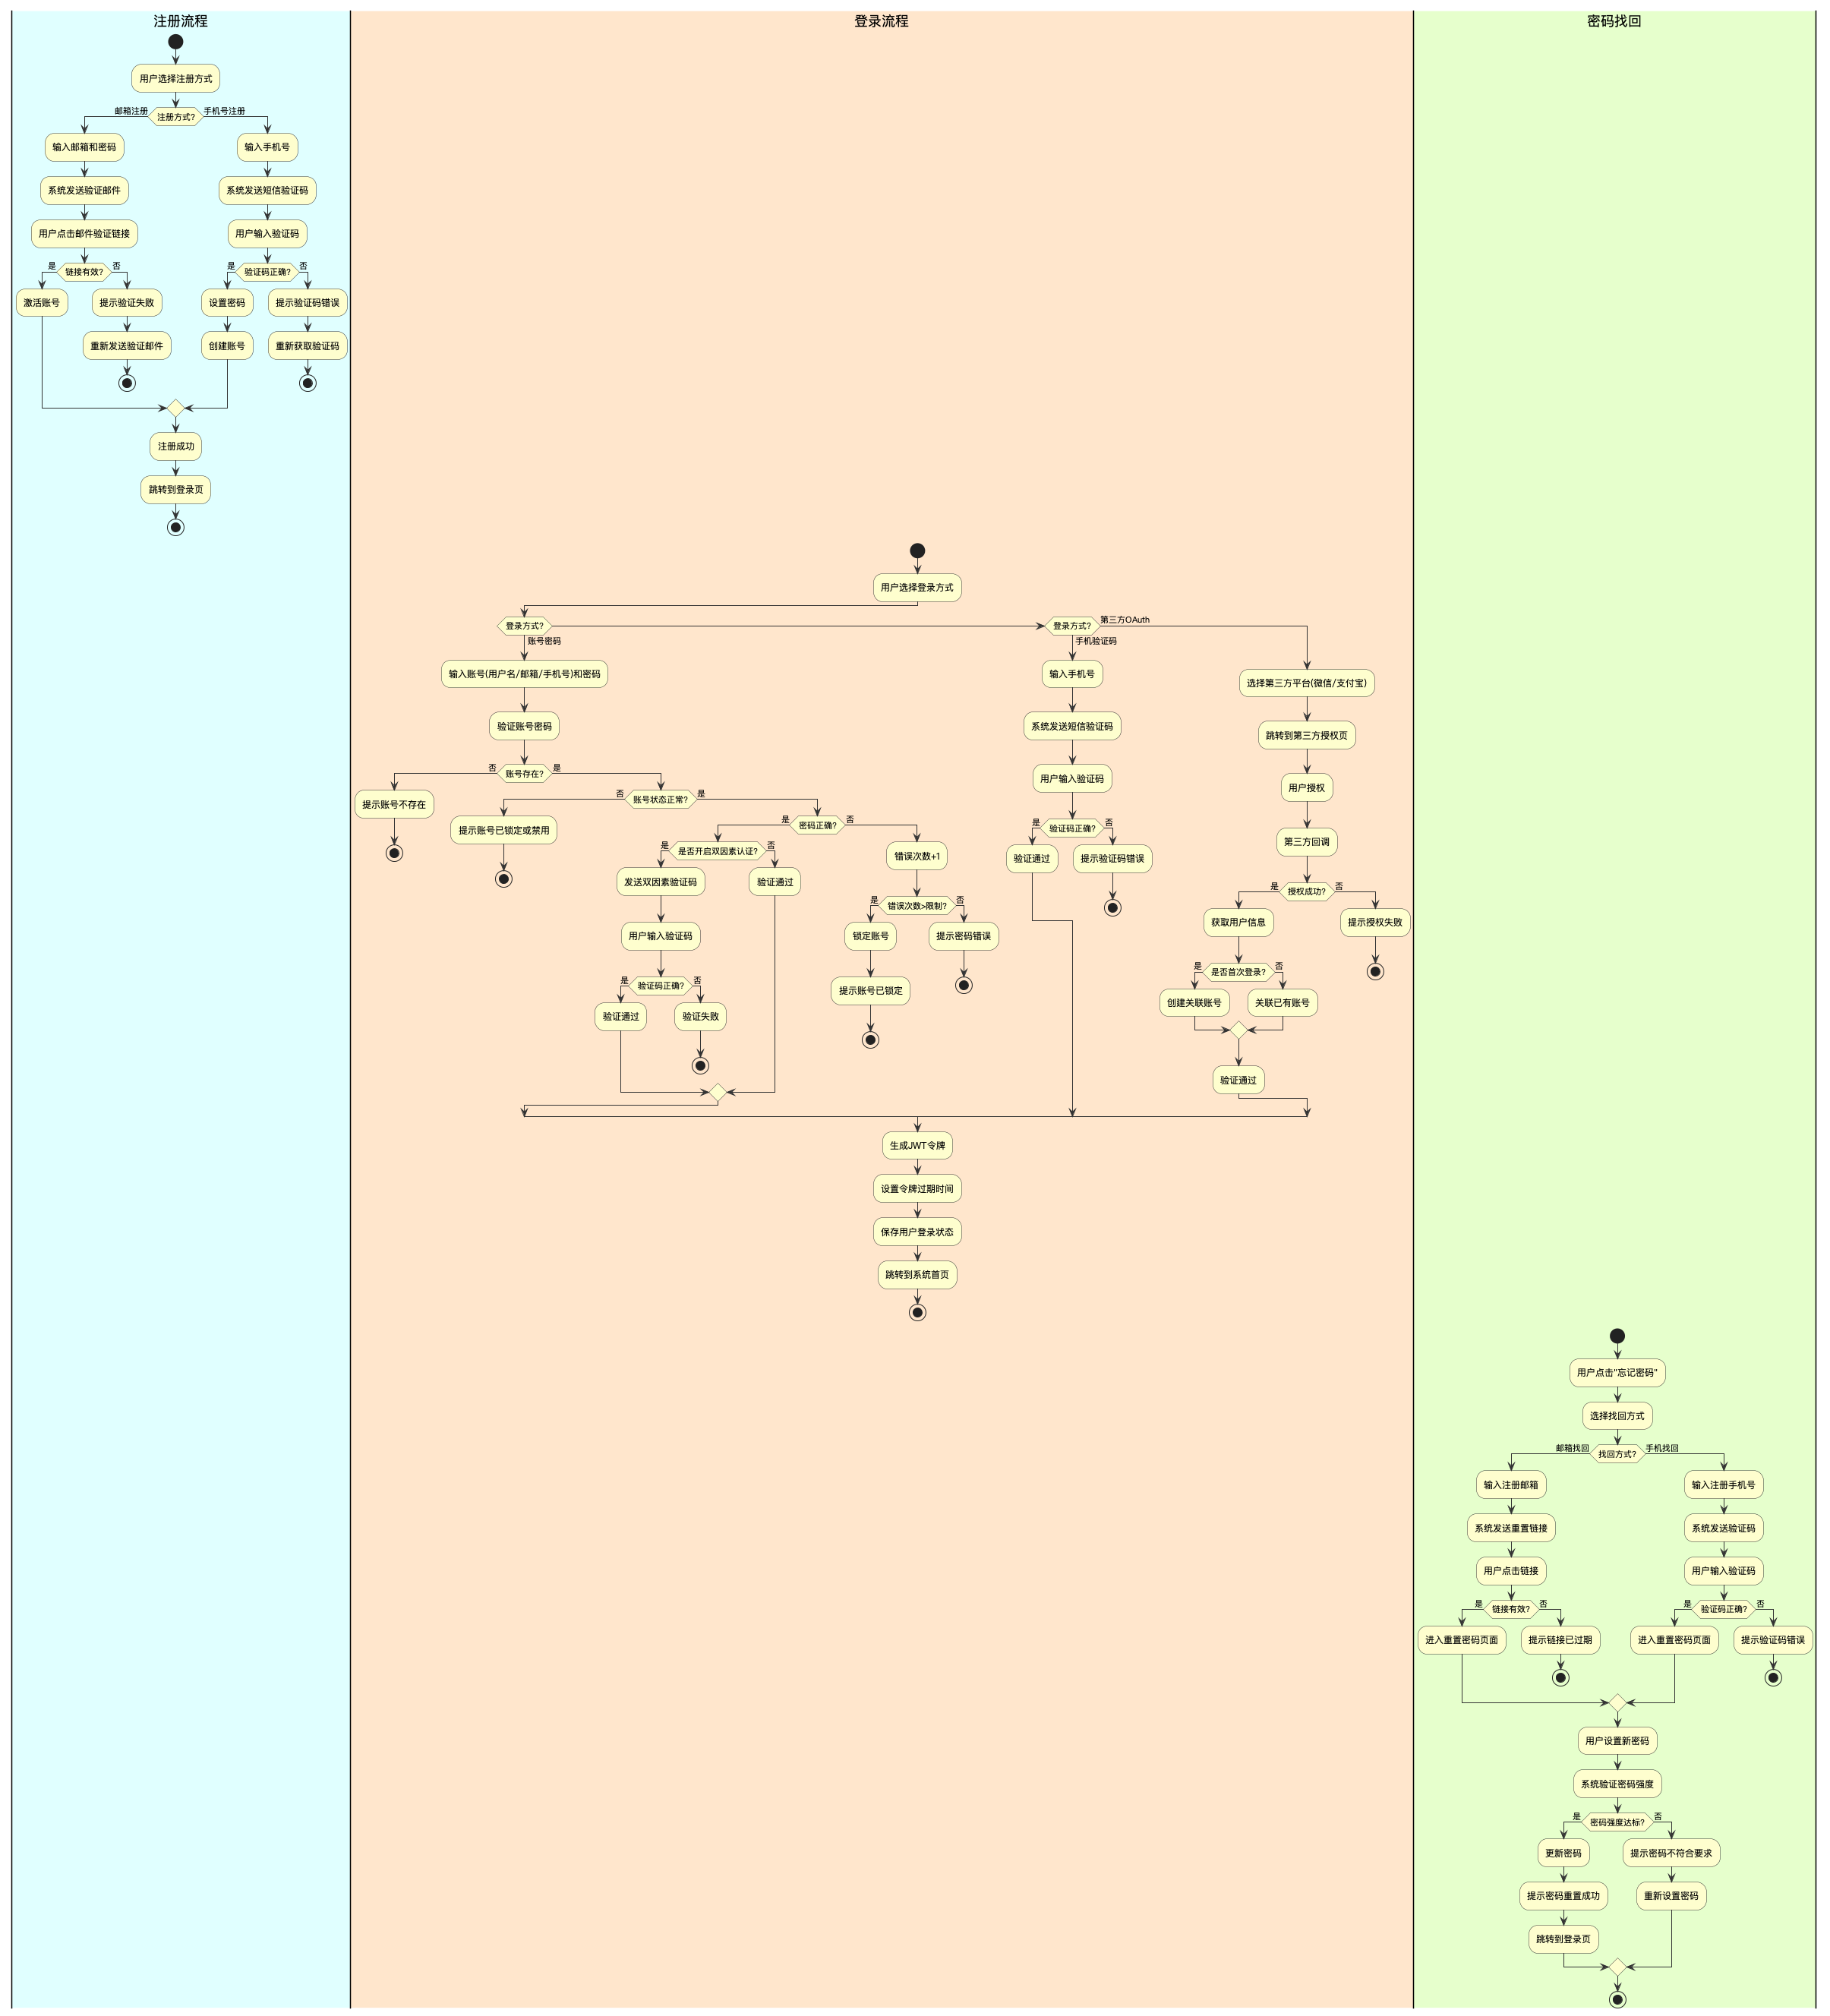 注册流程
登录流程
密码找回
用户选择注册方式
邮箱注册
注册方式?
手机号注册
输入邮箱和密码
输入手机号
系统发送验证邮件
系统发送短信验证码
用户点击邮件验证链接
用户输入验证码
是
链接有效?
否
是
验证码正确?
否
激活账号
提示验证失败
设置密码
提示验证码错误
重新发送验证邮件
创建账号
重新获取验证码
注册成功
跳转到登录页
用户选择登录方式
登录方式?
账号密码
登录方式?
第三方OAuth
手机验证码
输入账号(用户名/邮箱/手机号)和密码
输入手机号
选择第三方平台(微信/支付宝)
验证账号密码
系统发送短信验证码
跳转到第三方授权页
否
账号存在?
是
用户输入验证码
用户授权
提示账号不存在
否
账号状态正常?
是
提示账号已锁定或禁用
是
密码正确?
否
是
验证码正确?
否
第三方回调
是
是否开启双因素认证?
否
错误次数+1
验证通过
提示验证码错误
发送双因素验证码
验证通过
是
授权成功?
否
是
错误次数>限制?
否
获取用户信息
提示授权失败
用户输入验证码
锁定账号
提示密码错误
是
是否首次登录?
否
是
验证码正确?
否
提示账号已锁定
创建关联账号
关联已有账号
验证通过
验证失败
验证通过
生成JWT令牌
设置令牌过期时间
保存用户登录状态
跳转到系统首页
用户点击"忘记密码"
选择找回方式
邮箱找回
找回方式?
手机找回
输入注册邮箱
输入注册手机号
系统发送重置链接
系统发送验证码
用户点击链接
用户输入验证码
是
链接有效?
否
是
验证码正确?
否
进入重置密码页面
提示链接已过期
进入重置密码页面
提示验证码错误
用户设置新密码
系统验证密码强度
是
密码强度达标?
否
更新密码
提示密码不符合要求
提示密码重置成功
重新设置密码
跳转到登录页